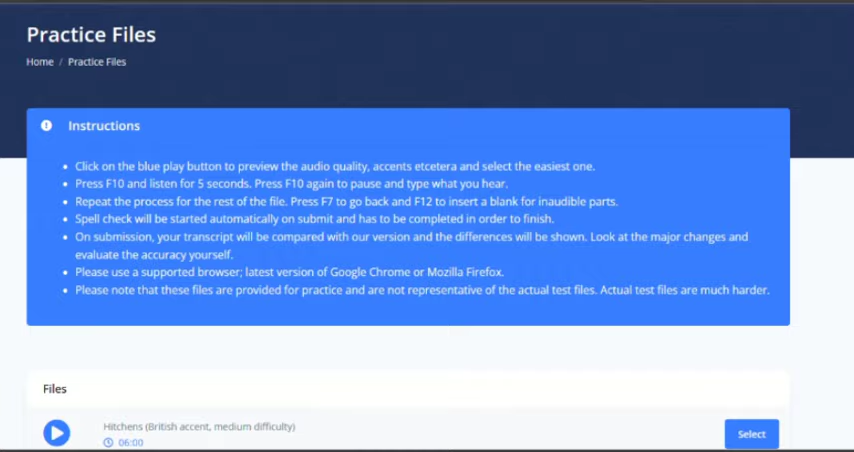 Practice Files
Home / Practice Files
Instructions
• Click on the blue play button to preview the audio quality, accents etcetera and select the easiest one.
• Press F10 and listen for 5 seconds. Press F10 again to pause and type what you hear.
• Repeat the process for the rest of the file. Press F7 to go back and F12 to insert a blank for inaudible parts.
• Spell check will be started automatically on submit and has to be completed in order to finish.
• On submission, your transcript will be compared with our version and the differences will be shown. Look at the major changes and
evaluate the accuracy yourself.
• Please use a supported browser; latest version of Google Chrome or Mozilla Firefox.
• Please note that these files are provided for practice and are not representative of the actual test files. Actual test files are much harder.
Files
Hitchens (British accent, medium difficulty)
06:00
Select